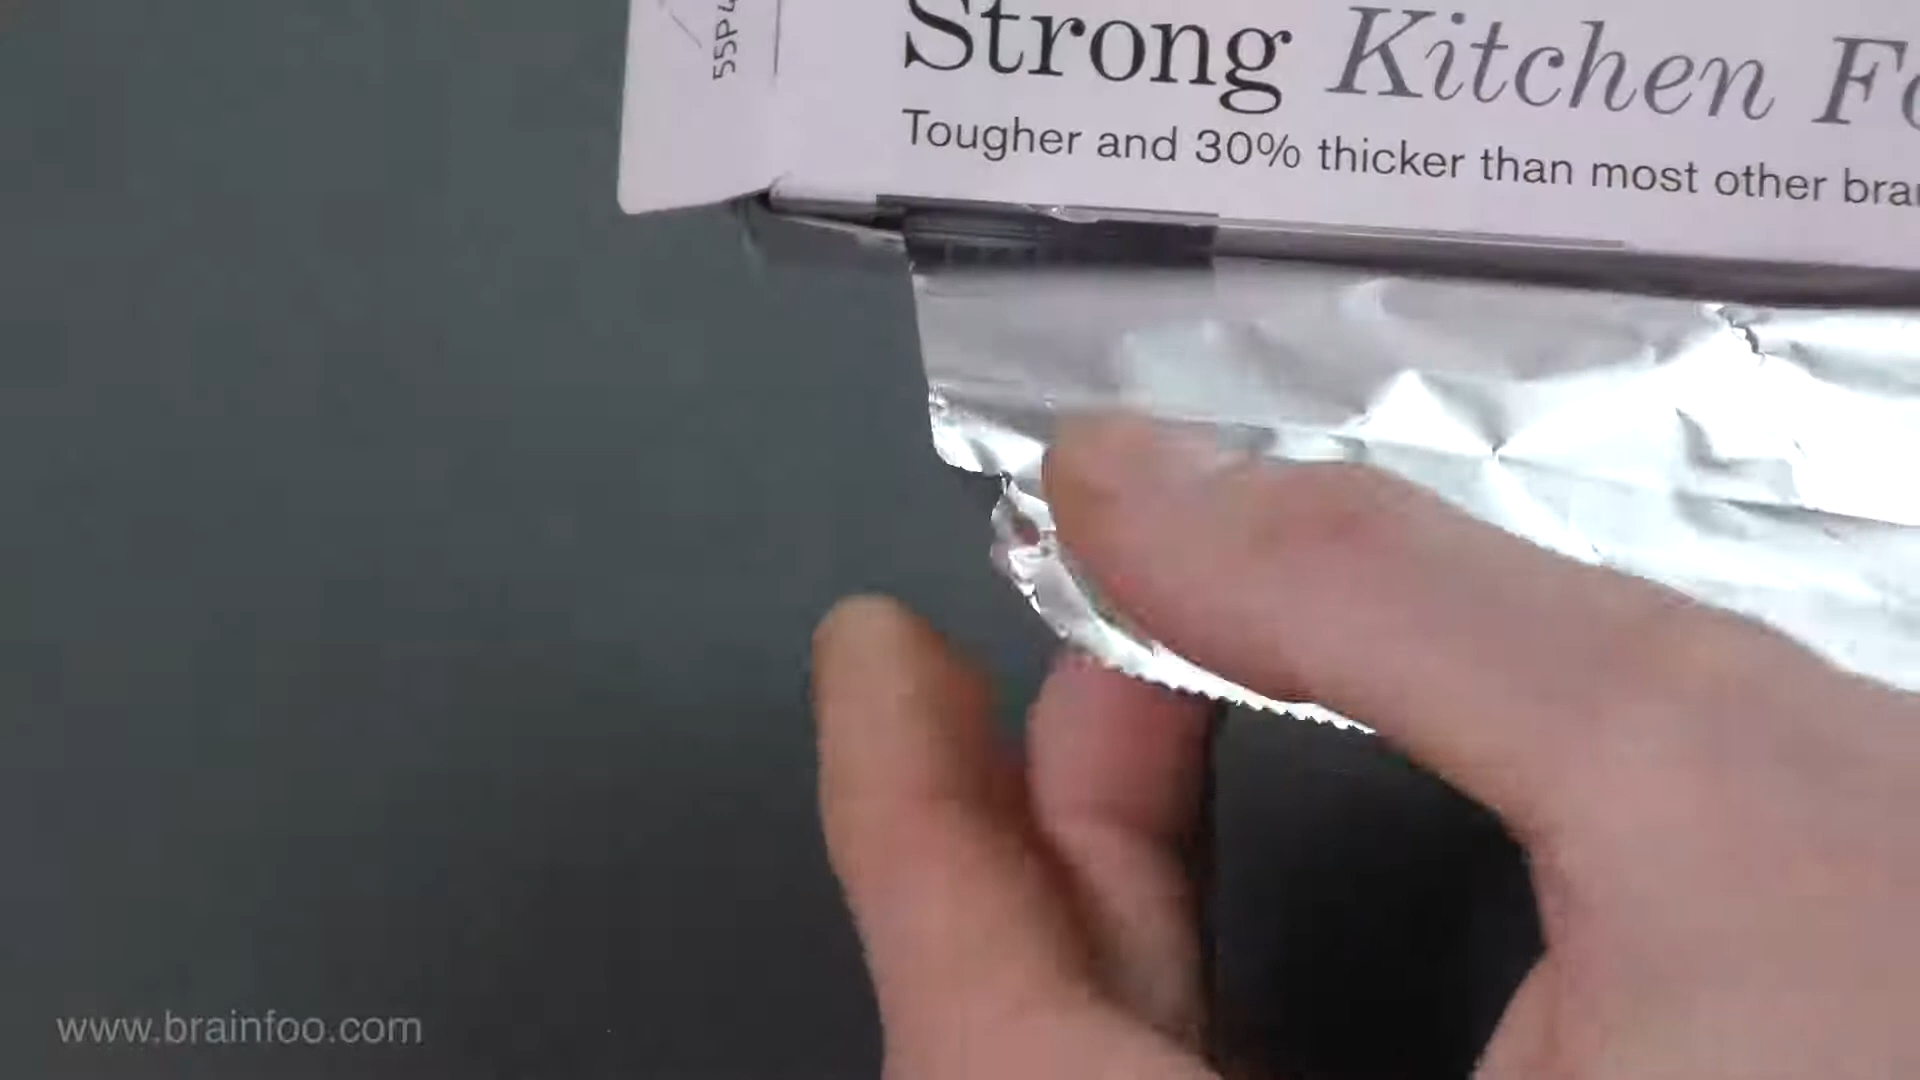 Strong Kitchen
Tougher and 30% thicker than most other
www.brainfoo.com